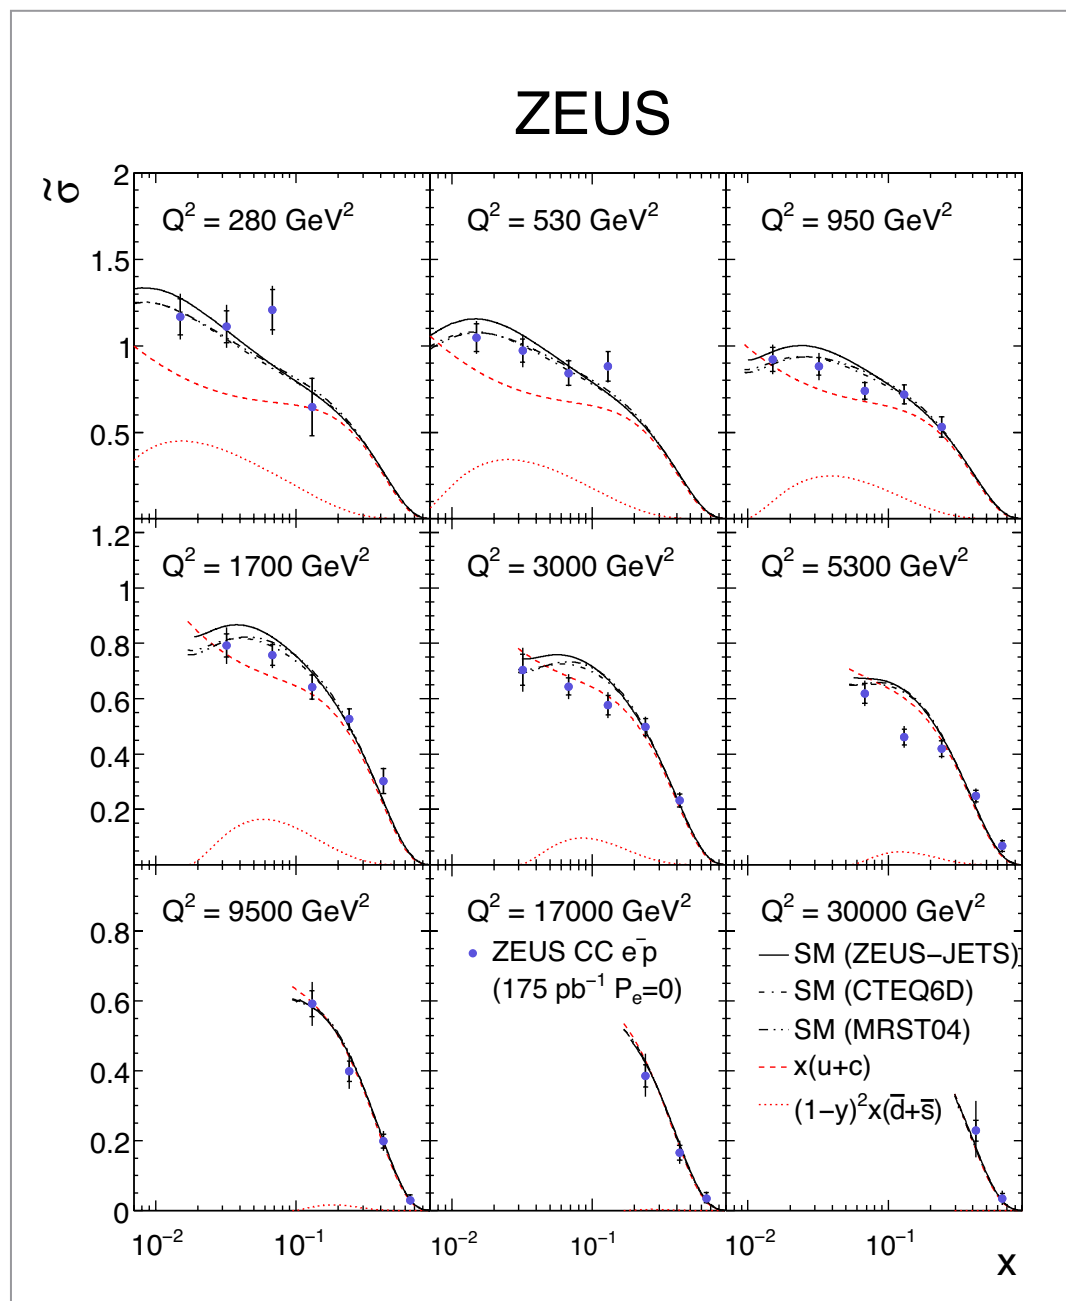 ZEUS
σ̃
2
Q² = 280 GeV²
Q² = 530 GeV²
Q² = 950 GeV²
1.5
1
0.5
1.2
Q² = 1700 GeV²
Q² = 3000 GeV²
Q² = 5300 GeV²
1
0.8
0.6
0.4
0.2
Q² = 9500 GeV²
Q² = 17000 GeV²
Q² = 30000 GeV²
ZEUS CC e⁻p
(175 pb⁻¹ Pₑ=0)
SM (ZEUS−JETS)
SM (CTEQ6D)
SM (MRST04)
x(u+c)
(1−y)²x(d̅+s̅)
0.8
0.6
0.4
0.2
0
10⁻² 10⁻¹ 10⁻² 10⁻¹ 10⁻² 10⁻¹
x